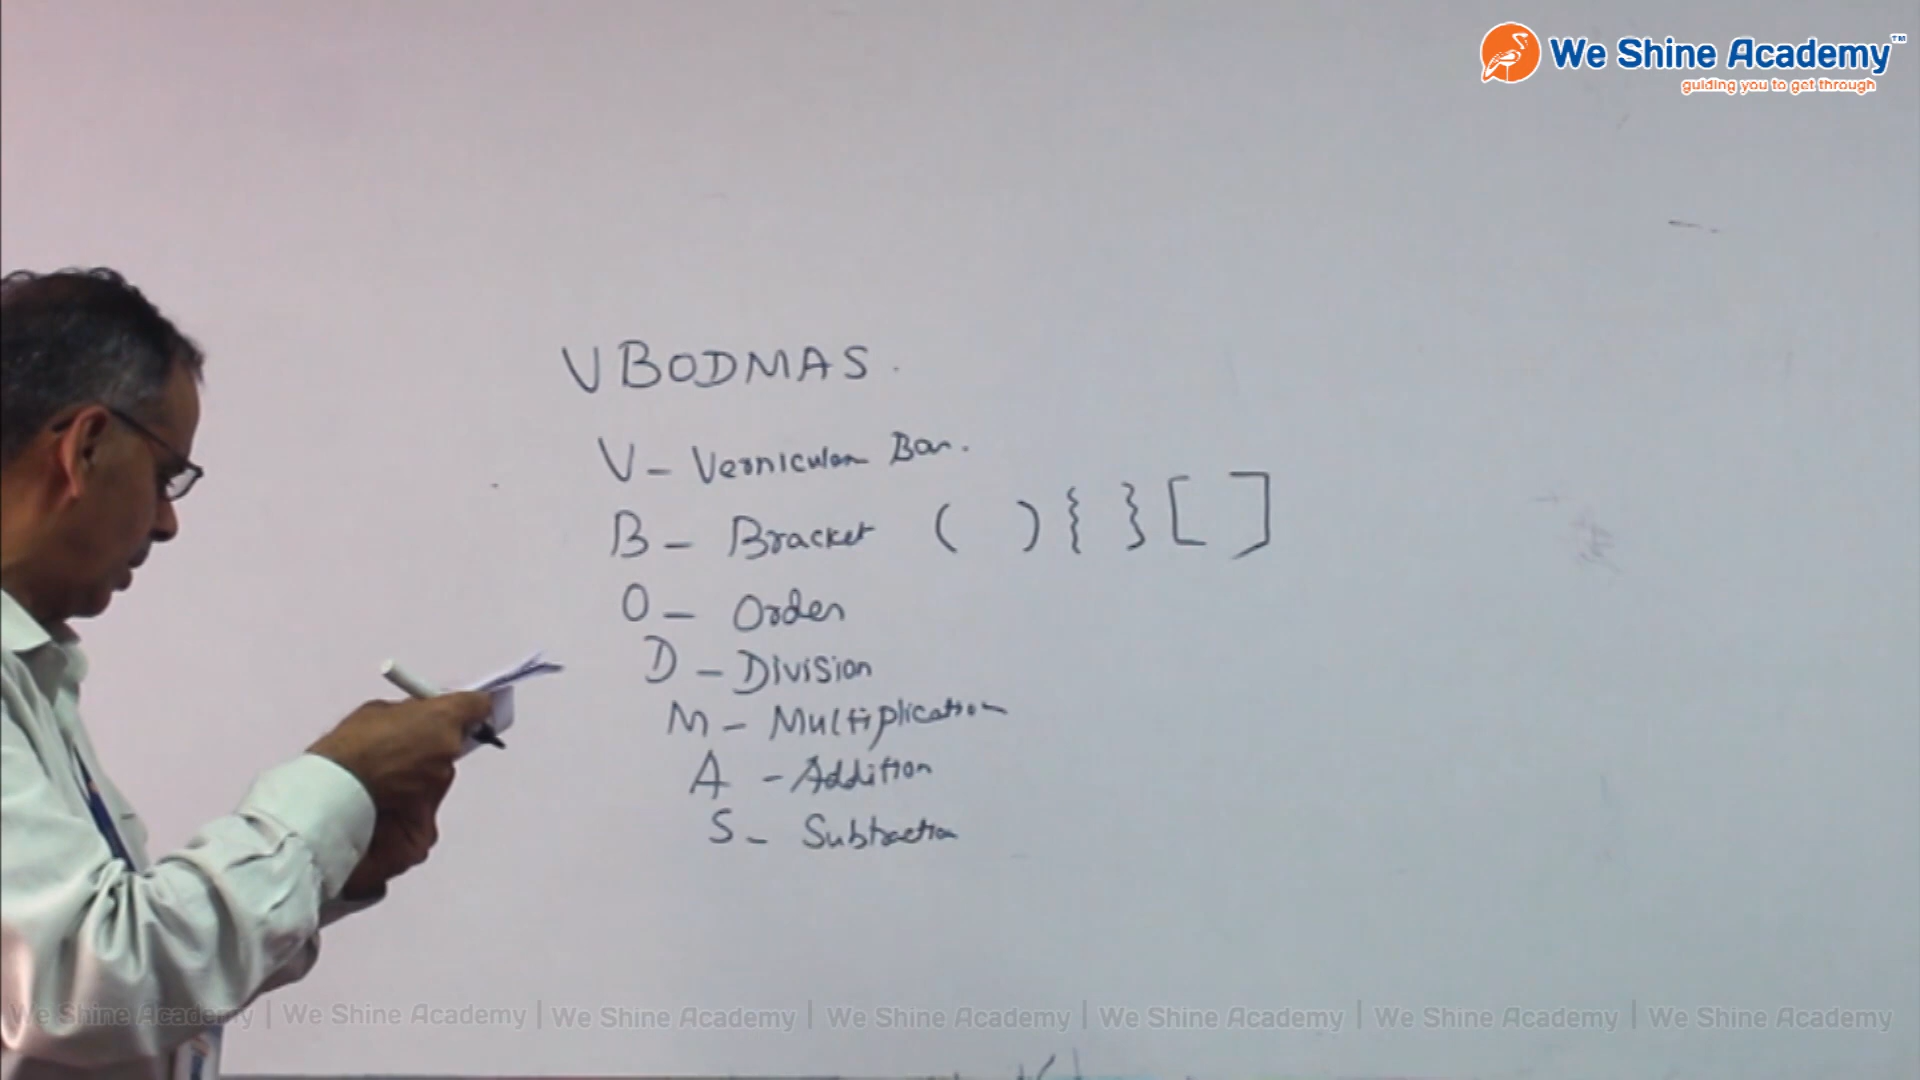 We Shine Academy™
guiding you to get through
VBODMAS.
V - Vernicular Bar.
B - Bracket ( ) { } [ ]
O - Order
D - Division
M - Multiplication
A - Addition
S - Subtraction
We Shine Academy | We Shine Academy | We Shine Academy | We Shine Academy | We Shine Academy | We Shine Academy | We Shine Academy